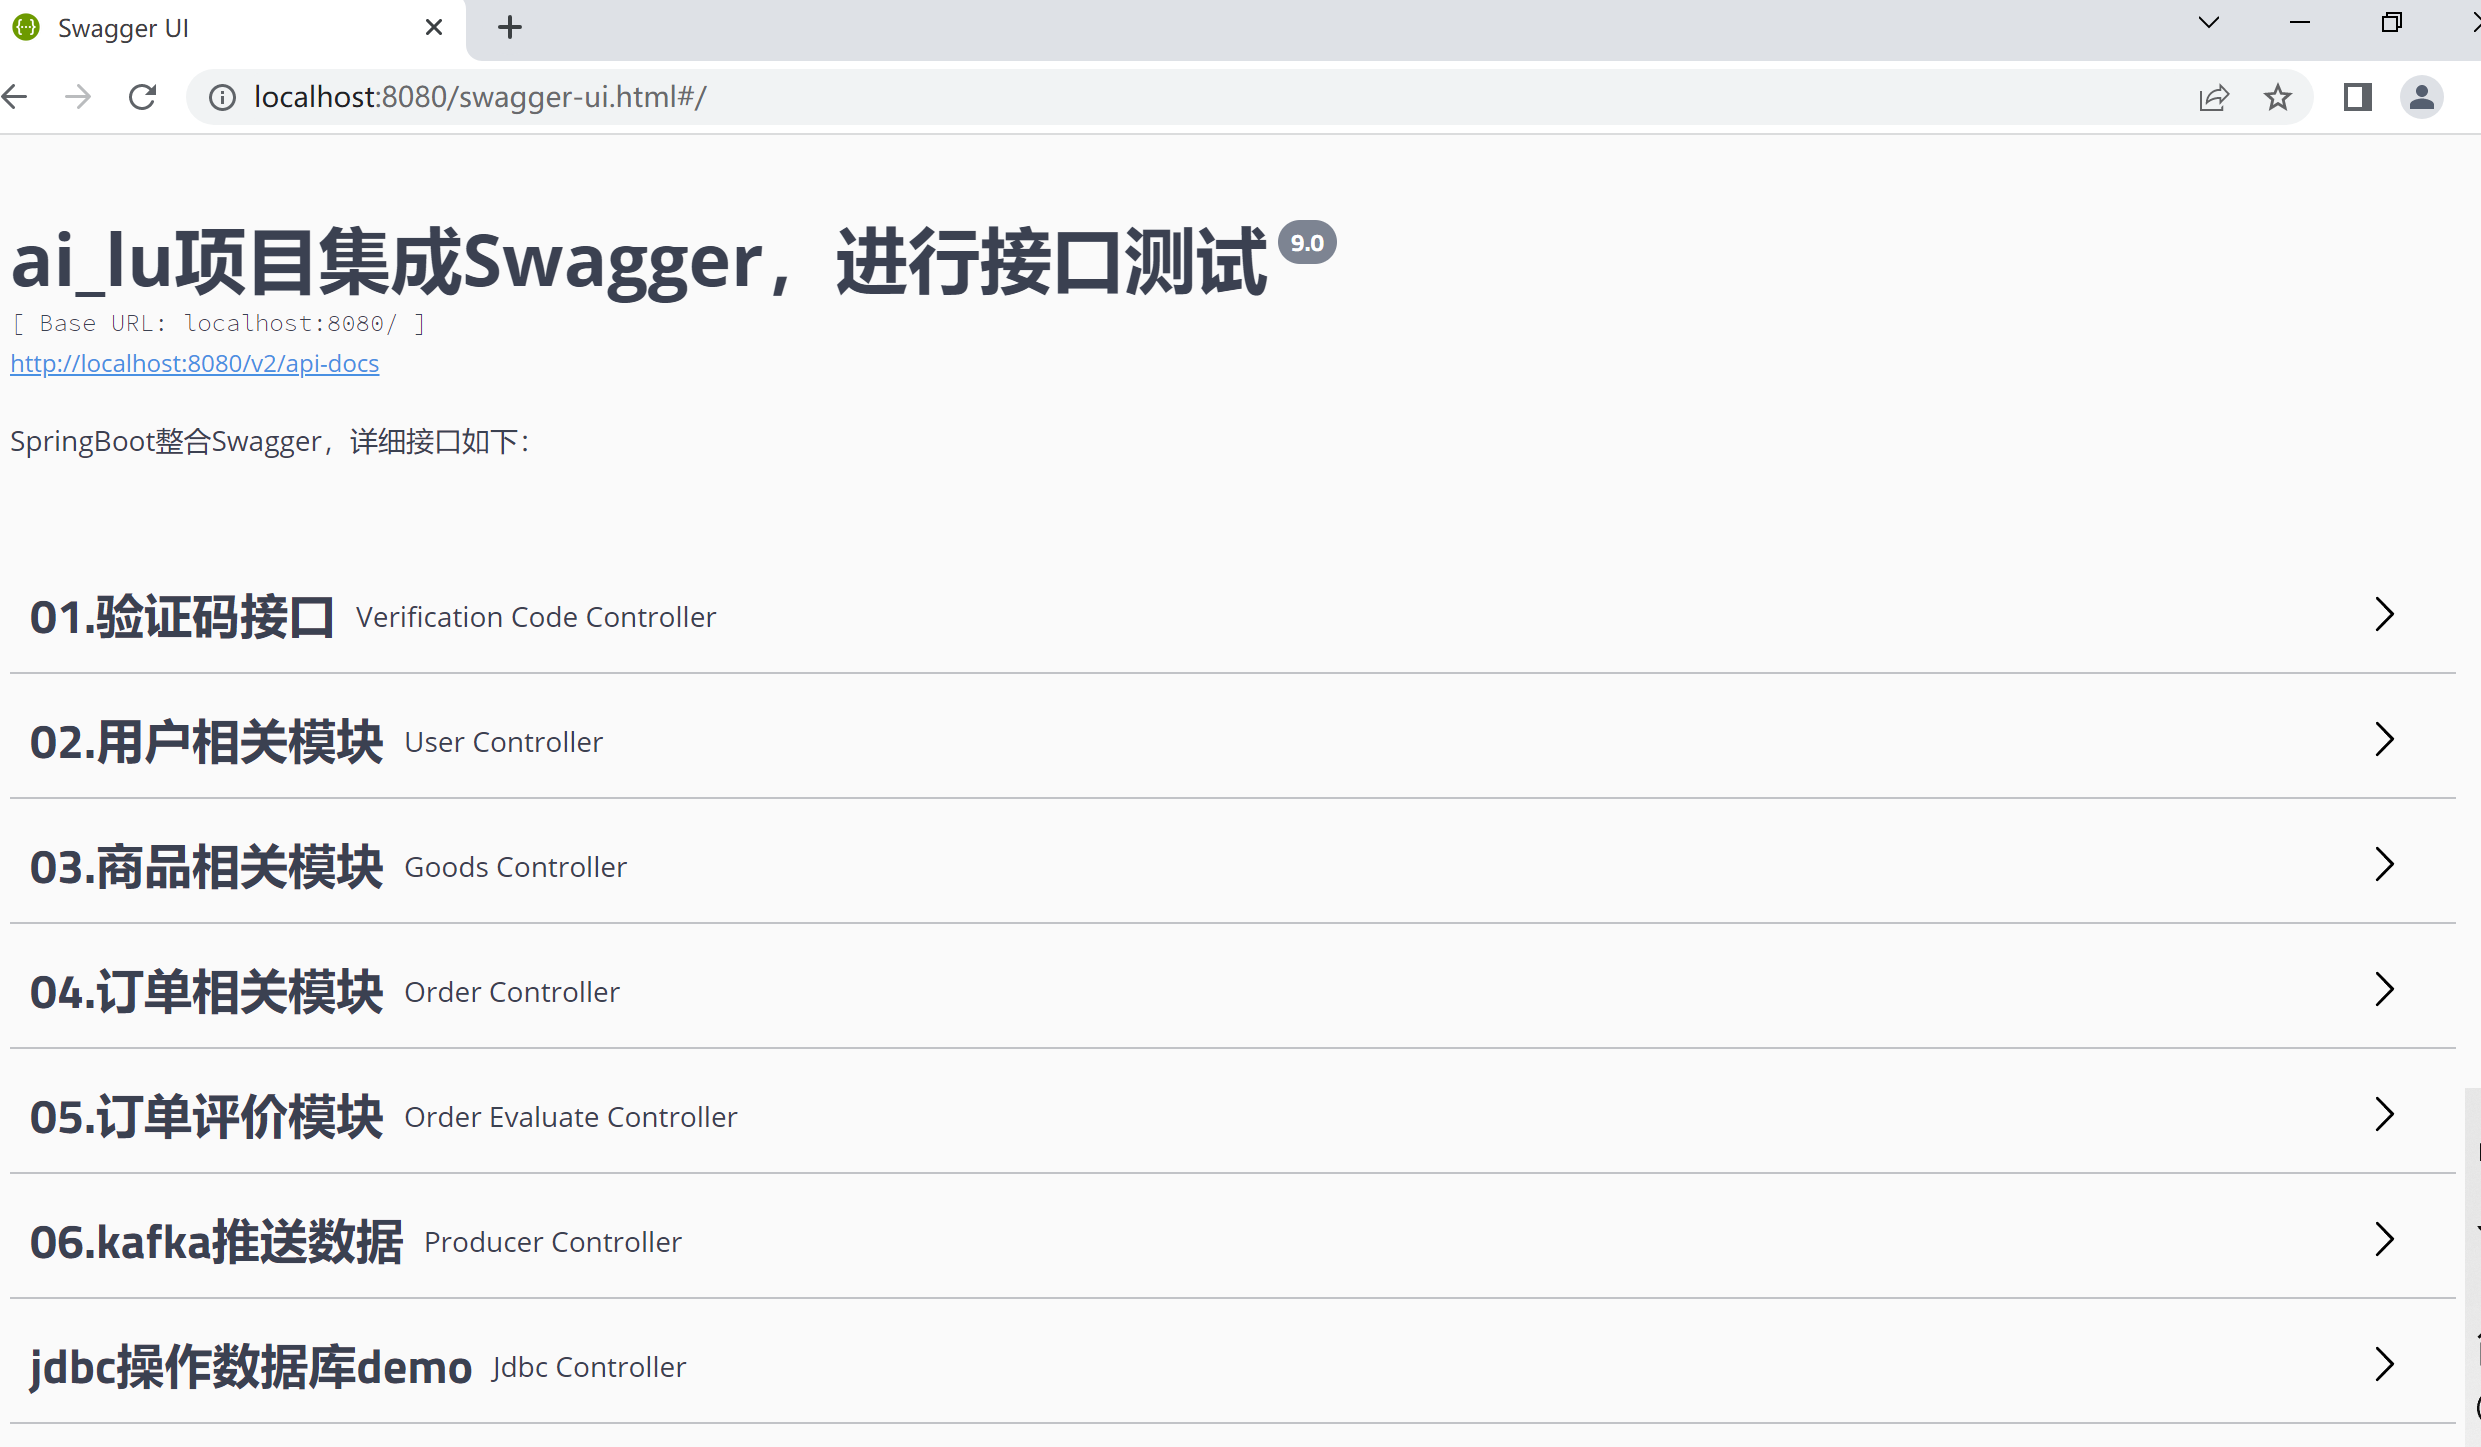 Swagger UI
localhost:8080/swagger-ui.html#/
ai_lu项目集成Swagger，进行接口测试 9.0
[ Base URL: localhost:8080/ ]
http://localhost:8080/v2/api-docs
SpringBoot整合Swagger，详细接口如下：
01.验证码接口 Verification Code Controller
02.用户相关模块 User Controller
03.商品相关模块 Goods Controller
04.订单相关模块 Order Controller
05.订单评价模块 Order Evaluate Controller
06.kafka推送数据 Producer Controller
jdbc操作数据库demo Jdbc Controller